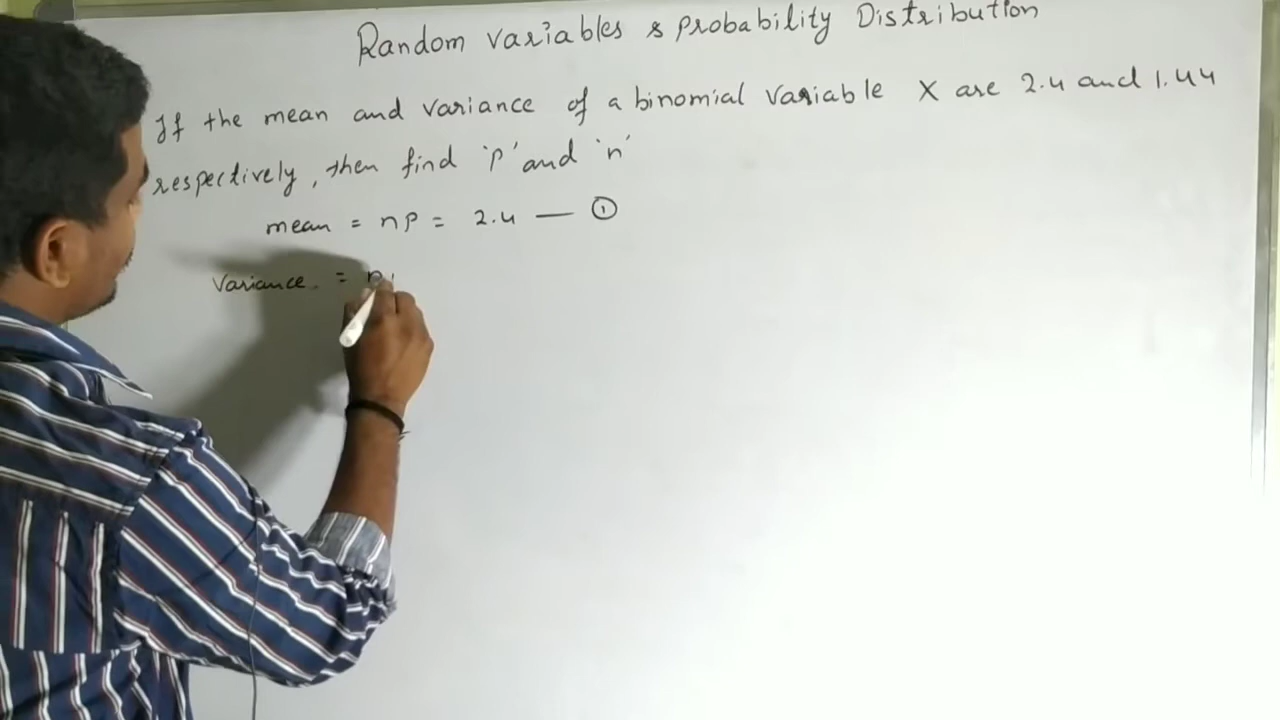 Random variables & probability Distribution
If the mean and variance of a binomial variable X are 2.4 and 1.44
respectively, then find 'p' and 'n'
mean = np = 2.4 — ①
Variance = n